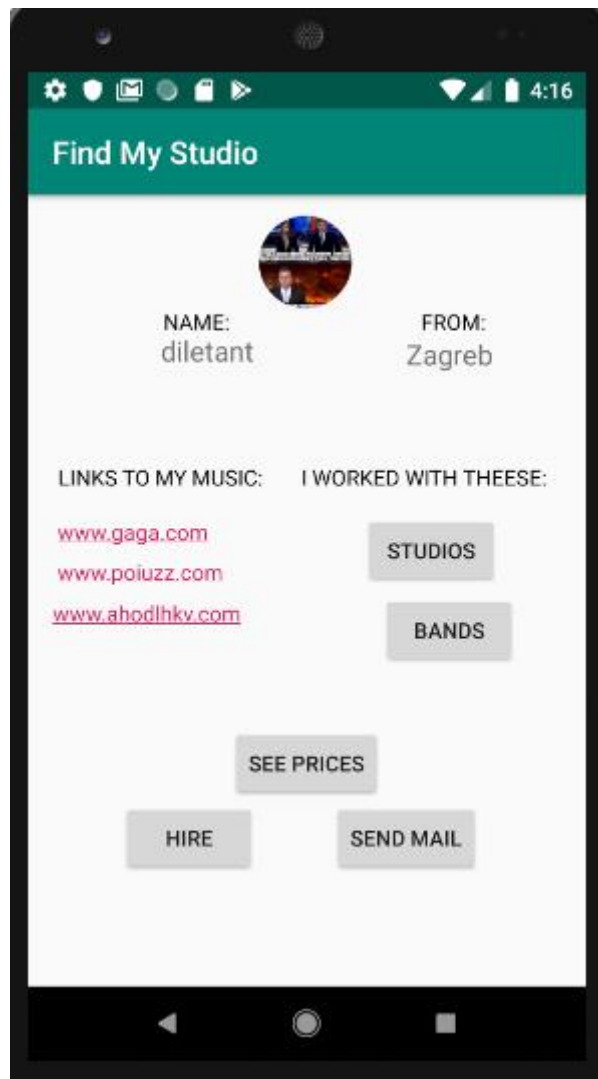 4:16
Find My Studio
NAME: FROM:
diletant Zagreb
LINKS TO MY MUSIC: I WORKED WITH THEESE:
www.gaga.com
STUDIOS
www.poiuzz.com
www.ahodlhkv.com
BANDS
SEE PRICES
HIRE SEND MAIL